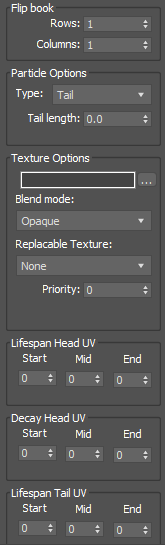 Flip book
Rows: 1
Columns: 1
Particle Options
Type: Tail
Tail length: 0.0
Texture Options
...
Blend mode:
Opaque
Replacable Texture:
None
Priority: 0
Lifespan Head UV
Start Mid End
0 0 0
Decay Head UV
Start Mid End
0 0 0
Lifespan Tail UV
Start Mid End
0 0 0